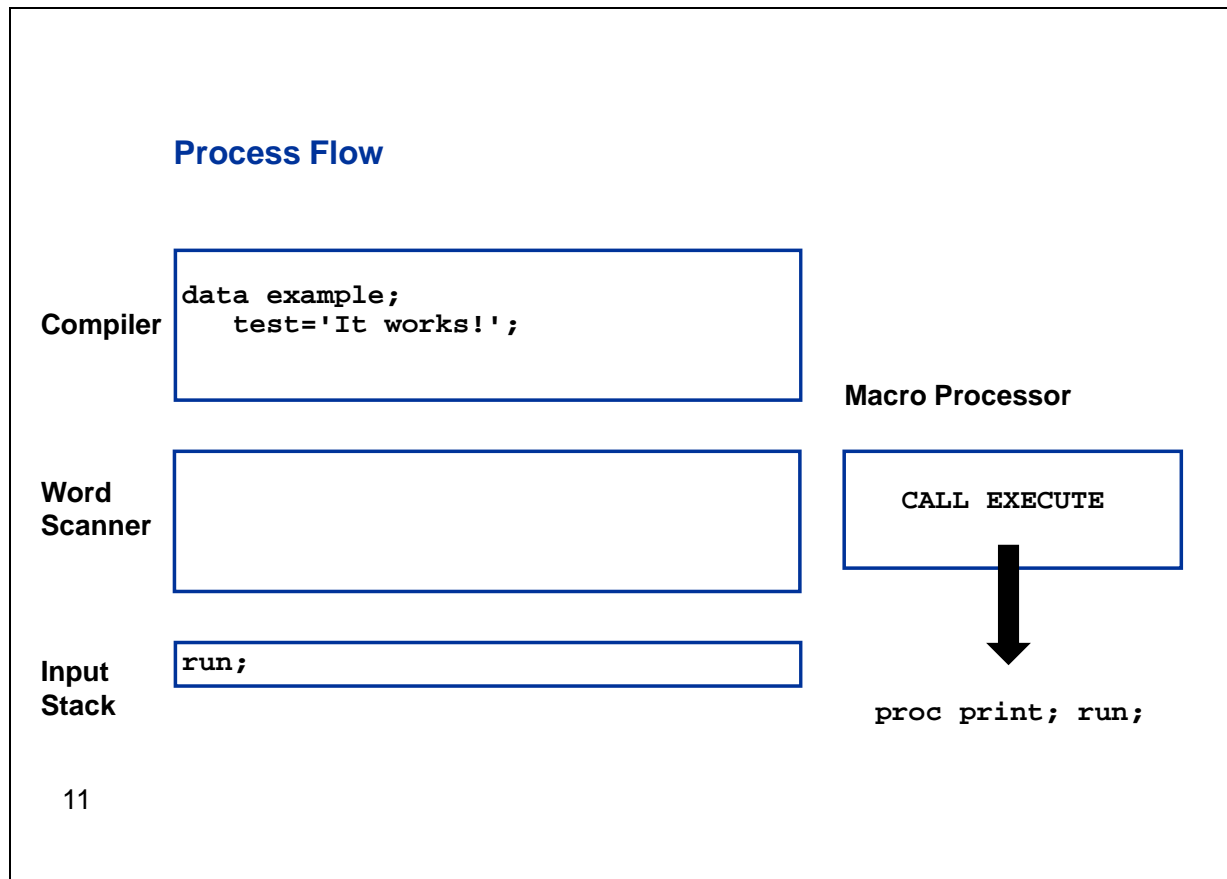 Process Flow
Compiler
data example;
   test='It works!';
Macro Processor
Word
Scanner
CALL EXECUTE
Input
Stack
run;
proc print; run;
11